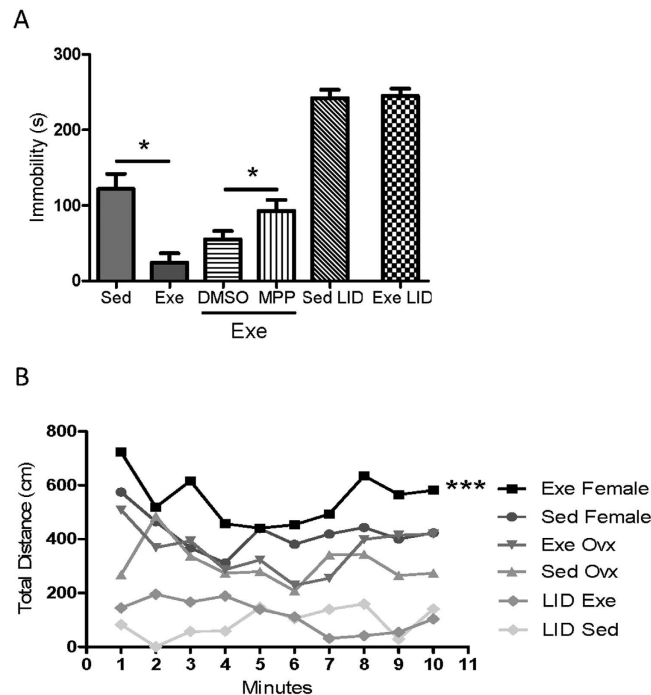 A
300
200
100
0
Immobility (s)
*
*
Sed Exe DMSO MPP Sed LID Exe LID
Exe
B
800
600
400
200
0
Total Distance (cm)
***
0 1 2 3 4 5 6 7 8 9 10 11
Minutes
Exe Female
Sed Female
Exe Ovx
Sed Ovx
LID Exe
LID Sed